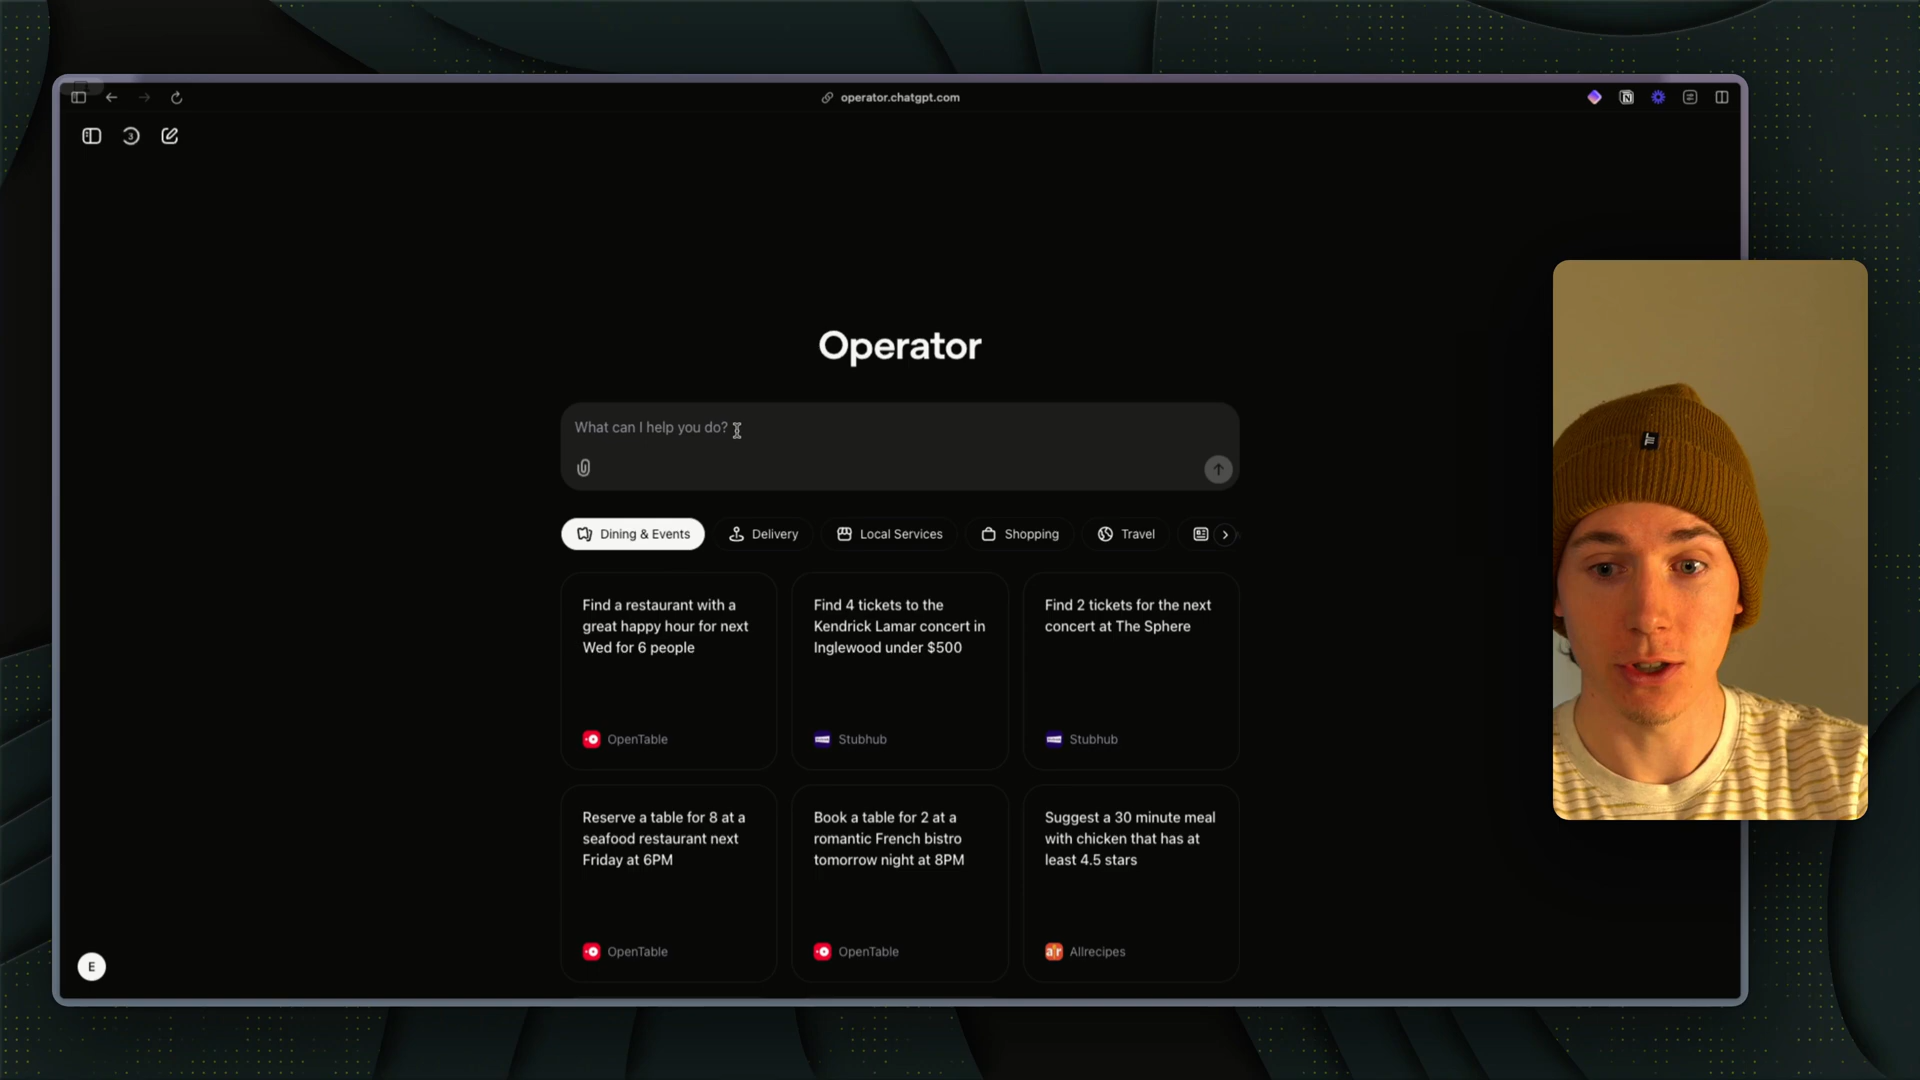 operator.chatgpt.com
3
Operator
What can I help you do?
Dining & Events
Delivery
Local Services
Shopping
Travel
Find a restaurant with a
great happy hour for next
Wed for 6 people
OpenTable
Find 4 tickets to the
Kendrick Lamar concert in
Inglewood under $500
Stubhub
Find 2 tickets for the next
concert at The Sphere
Stubhub
Reserve a table for 8 at a
seafood restaurant next
Friday at 6PM
OpenTable
Book a table for 2 at a
romantic French bistro
tomorrow night at 8PM
OpenTable
Suggest a 30 minute meal
with chicken that has at
least 4.5 stars
ar
Allrecipes
E